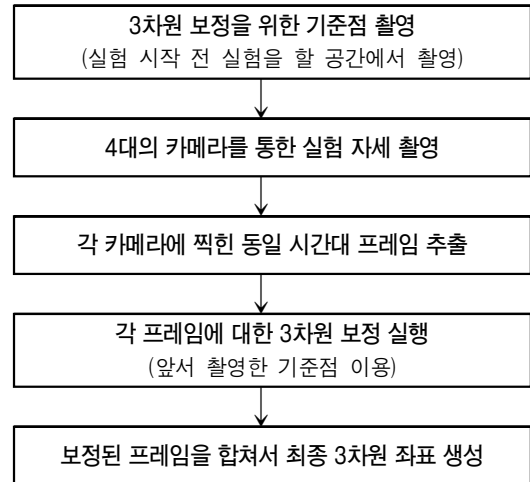 3차원 보정을 위한 기준점 촬영
(실험 시작 전 실험을 할 공간에서 촬영)
4대의 카메라를 통한 실험 자세 촬영
각 카메라에 찍힌 동일 시간대 프레임 추출
각 프레임에 대한 3차원 보정 실행
(앞서 촬영한 기준점 이용)
보정된 프레임을 합쳐서 최종 3차원 좌표 생성